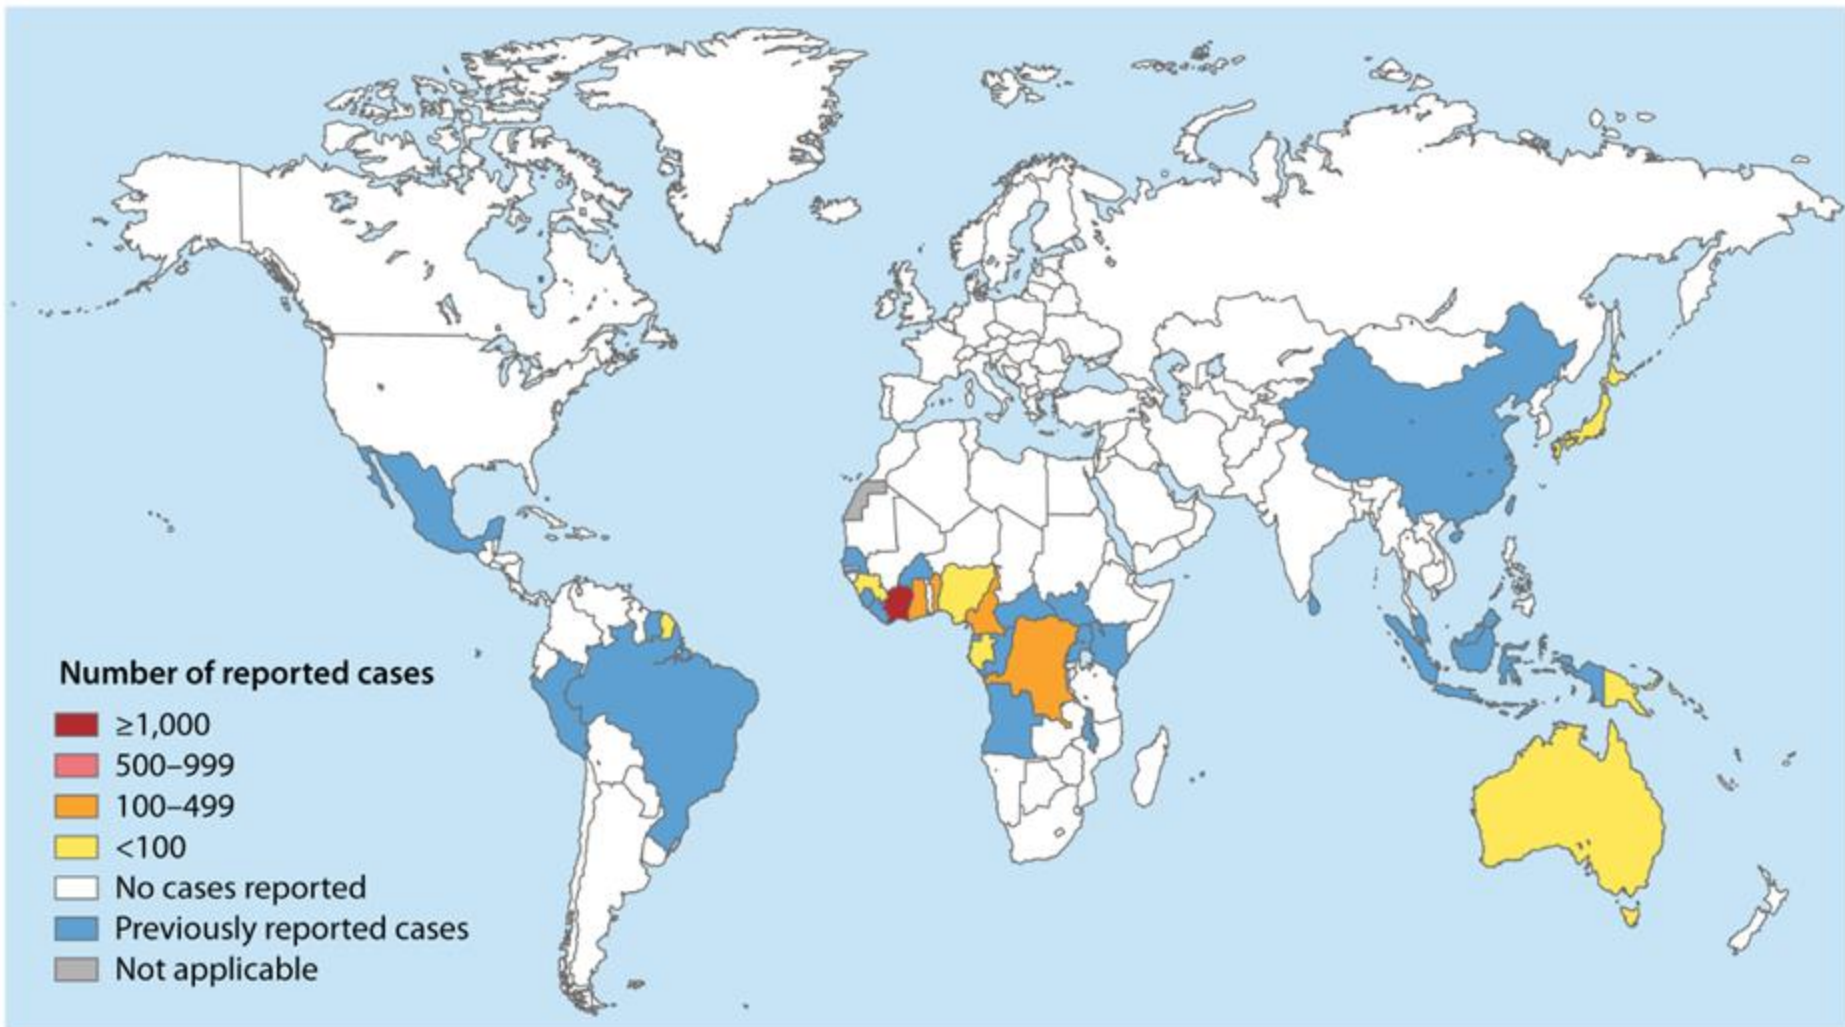 Number of reported cases
≥1,000
500–999
100–499
<100
No cases reported
Previously reported cases
Not applicable